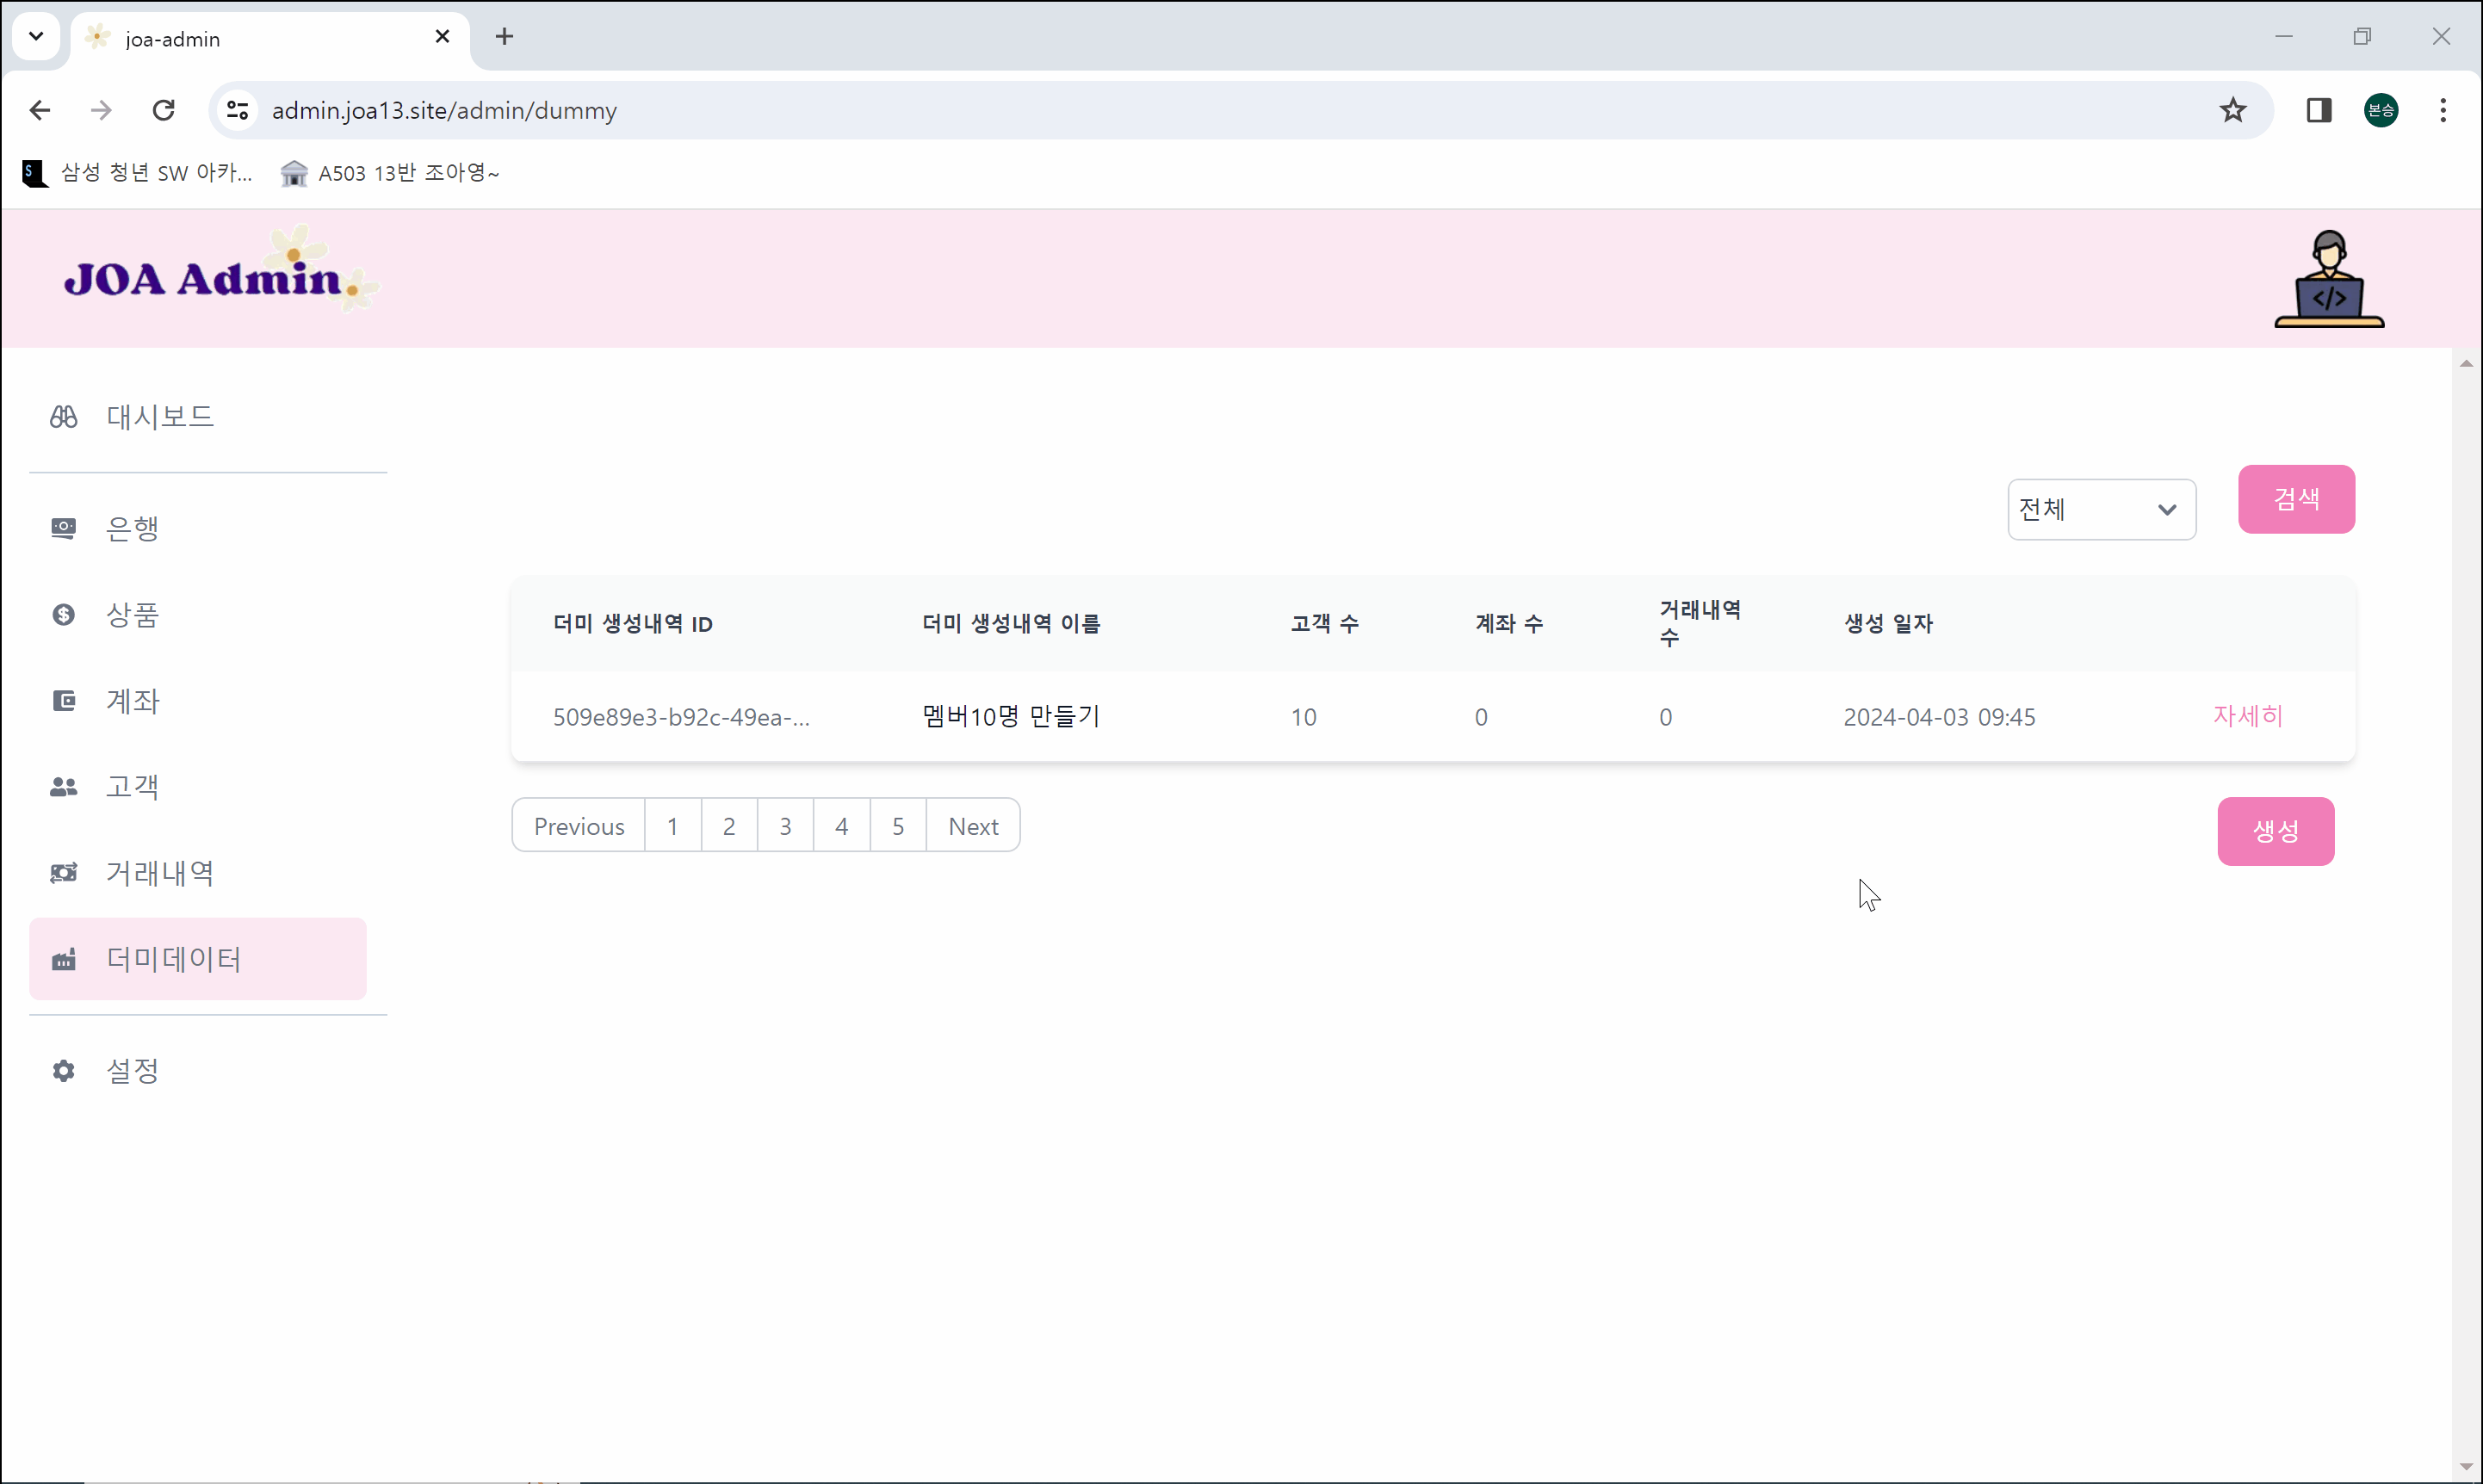 joa-admin
admin.joa13.site/admin/dummy
본승
삼성 청년 SW 아카...
A503 13반 조아영~
JOA Admin
</>
대시보드
은행
상품
계좌
고객
거래내역
더미데이터
설정
전체
검색
더미 생성내역 ID
더미 생성내역 이름
고객 수
계좌 수
거래내역
수
생성 일자
509e89e3-b92c-49ea-...
멤버10명 만들기
10
0
0
2024-04-03 09:45
자세히
Previous
1
2
3
4
5
Next
생성